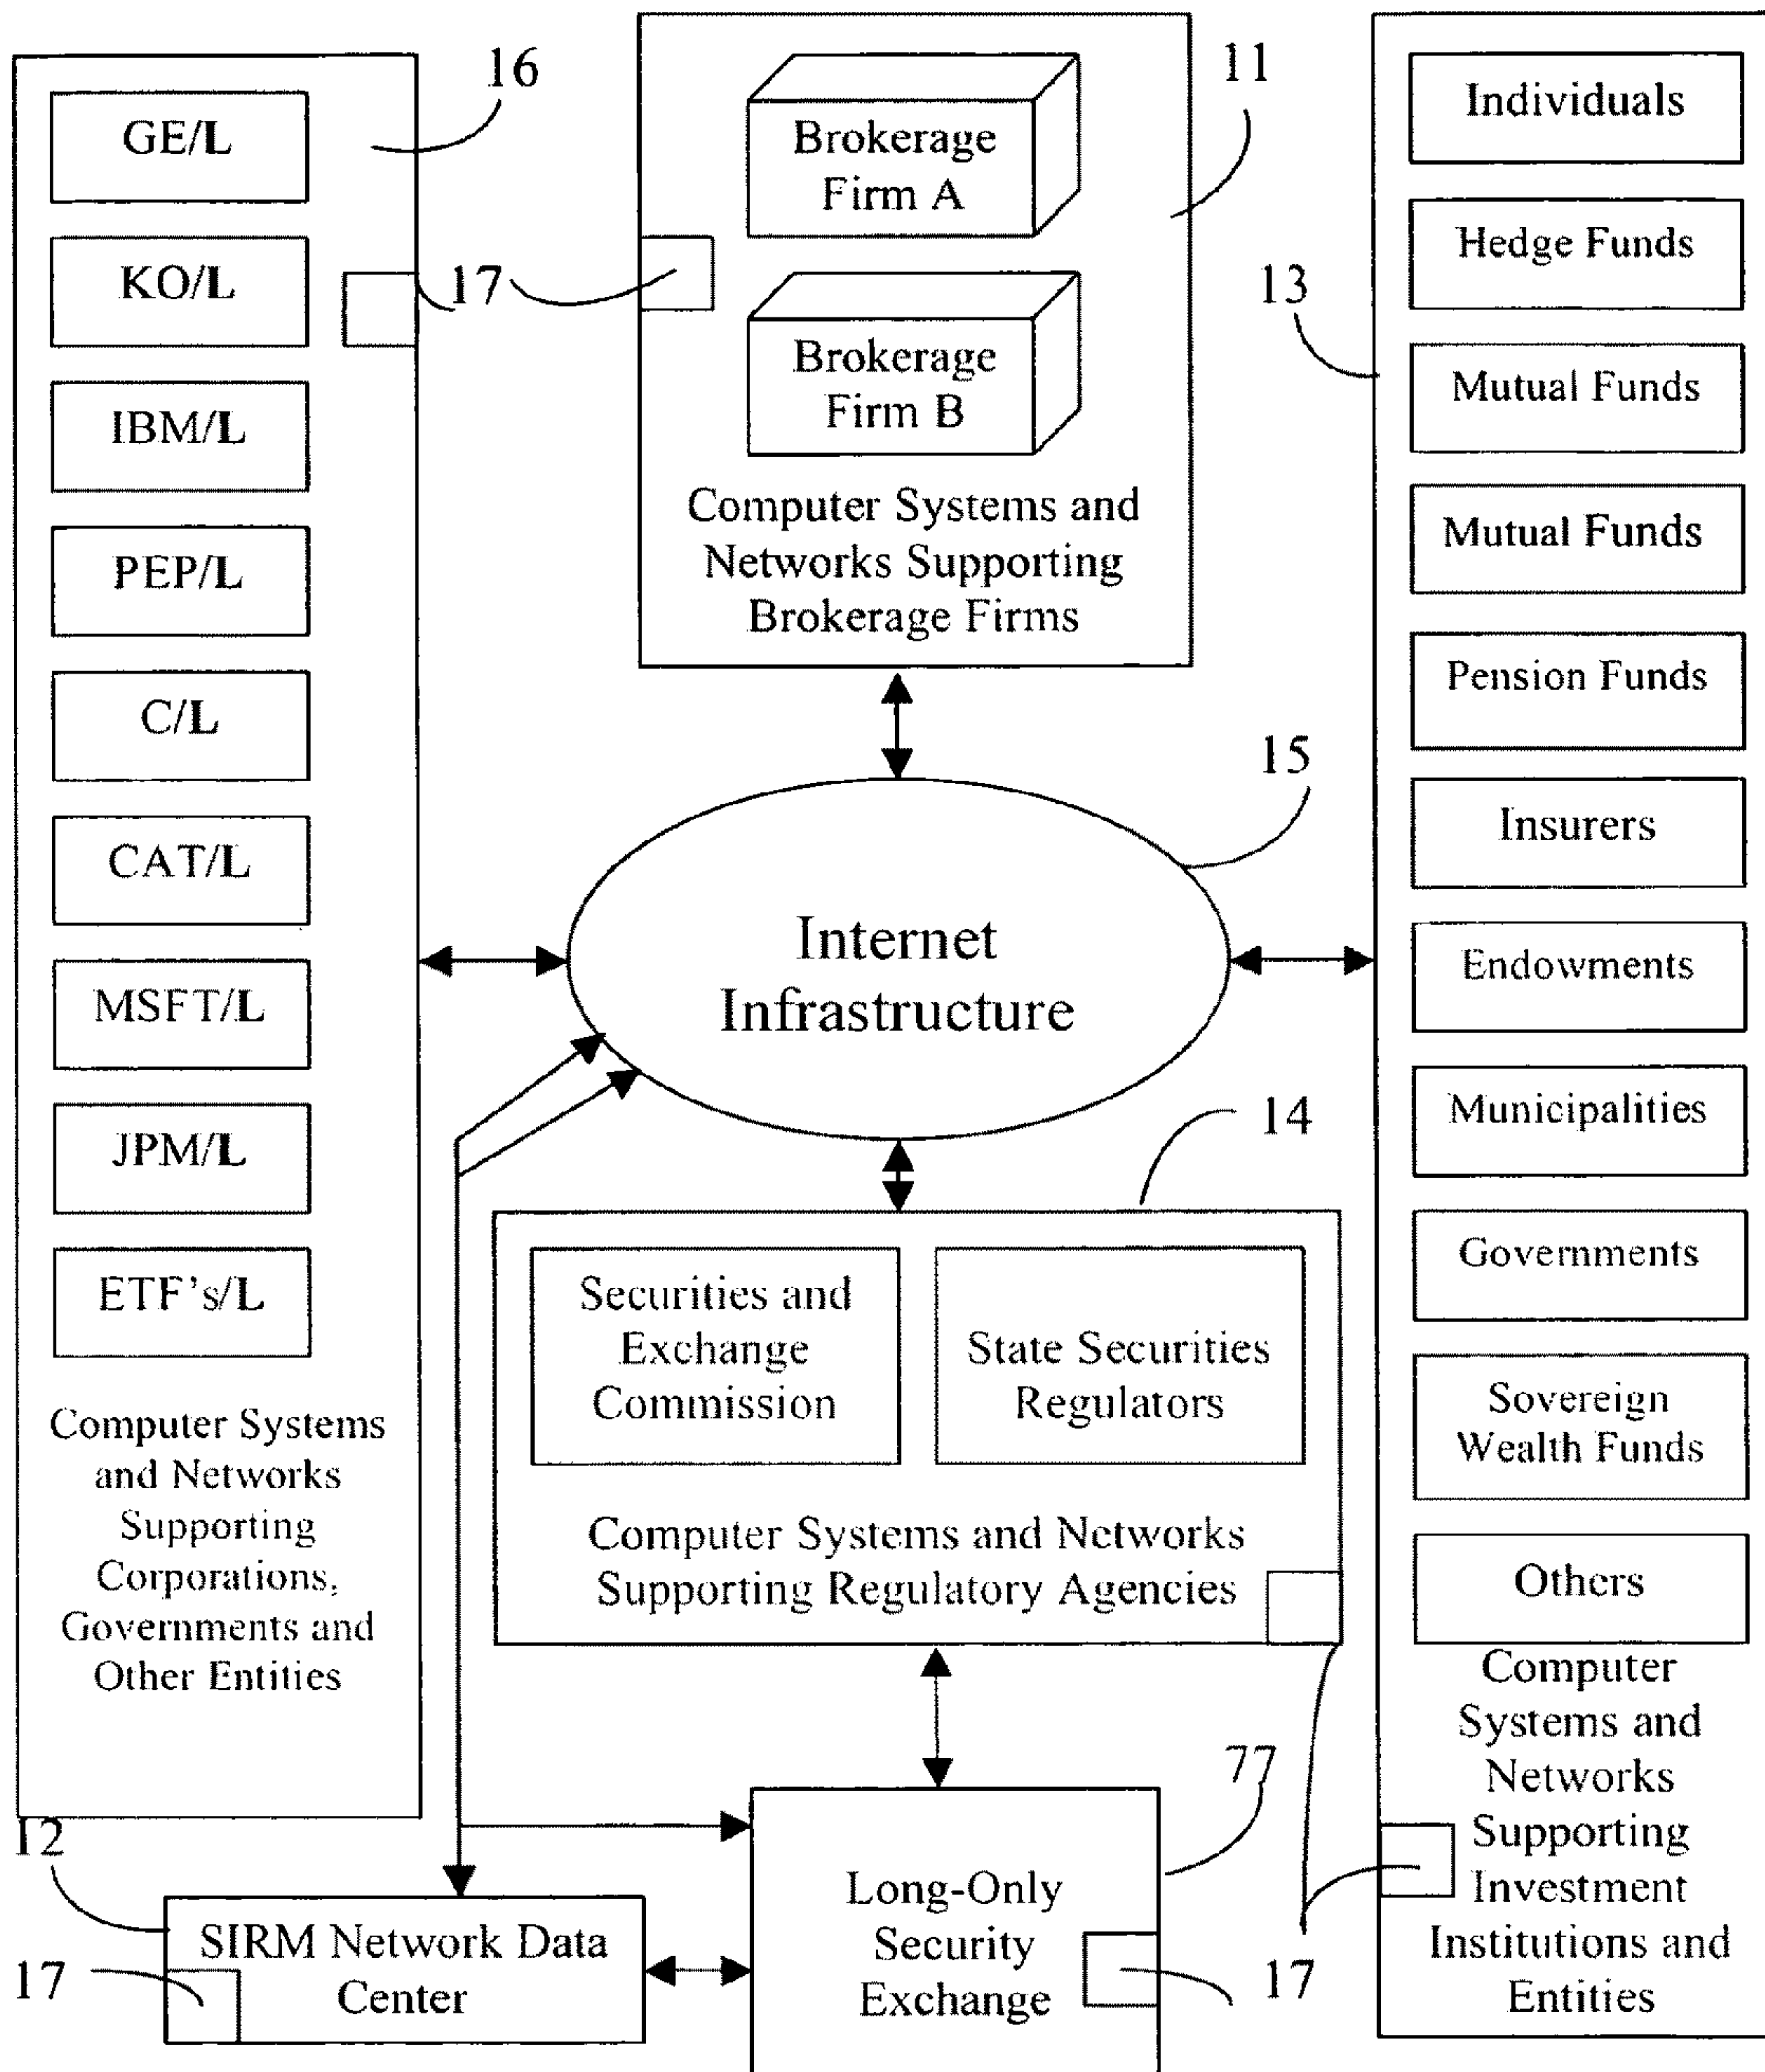 16
GE/L
KO/L
17
IBM/L
PEP/L
C/L
CAT/L
MSFT/L
JPM/L
ETF's/L
Computer Systems
and Networks
Supporting
Corporations,
Governments and
Other Entities
11
Brokerage
Firm A
Brokerage
Firm B
Computer Systems and
Networks Supporting
Brokerage Firms
15
Internet
Infrastructure
14
Securities and
Exchange
Commission
State Securities
Regulators
Computer Systems and Networks
Supporting Regulatory Agencies
13
Individuals
Hedge Funds
Mutual Funds
Mutual Funds
Pension Funds
Insurers
Endowments
Municipalities
Governments
Sovereign
Wealth Funds
Others
Computer
Systems and
Networks
Supporting
Investment
Institutions and
Entities
12
SIRM Network Data
Center
17
77
Long-Only
Security
Exchange
17